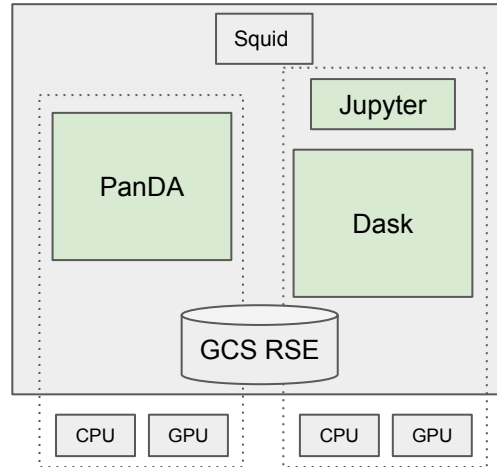 Squid
Jupyter
PanDA
Dask
GCS RSE
CPU
GPU
CPU
GPU